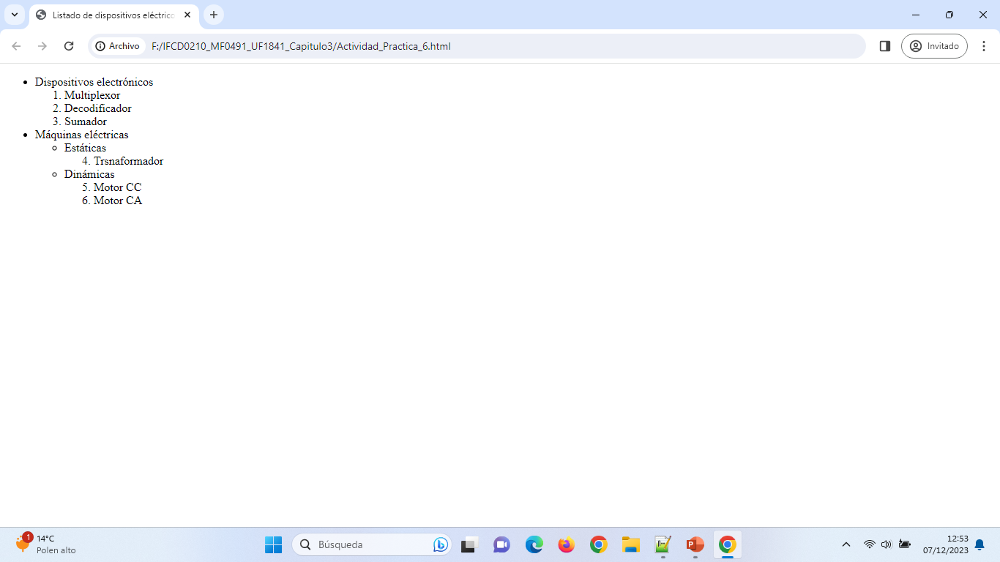 Listado de dispositivos eléctrico
Archivo
F:/IFCD0210_MF0491_UF1841_Capitulo3/Actividad_Practica_6.html
Invitado
• Dispositivos electrónicos
1. Multiplexor
2. Decodificador
3. Sumador
• Máquinas eléctricas
◦ Estáticas
4. Trsnaformador
◦ Dinámicas
5. Motor CC
6. Motor CA
1
14°C
Polen alto
Búsqueda
12:53
07/12/2023